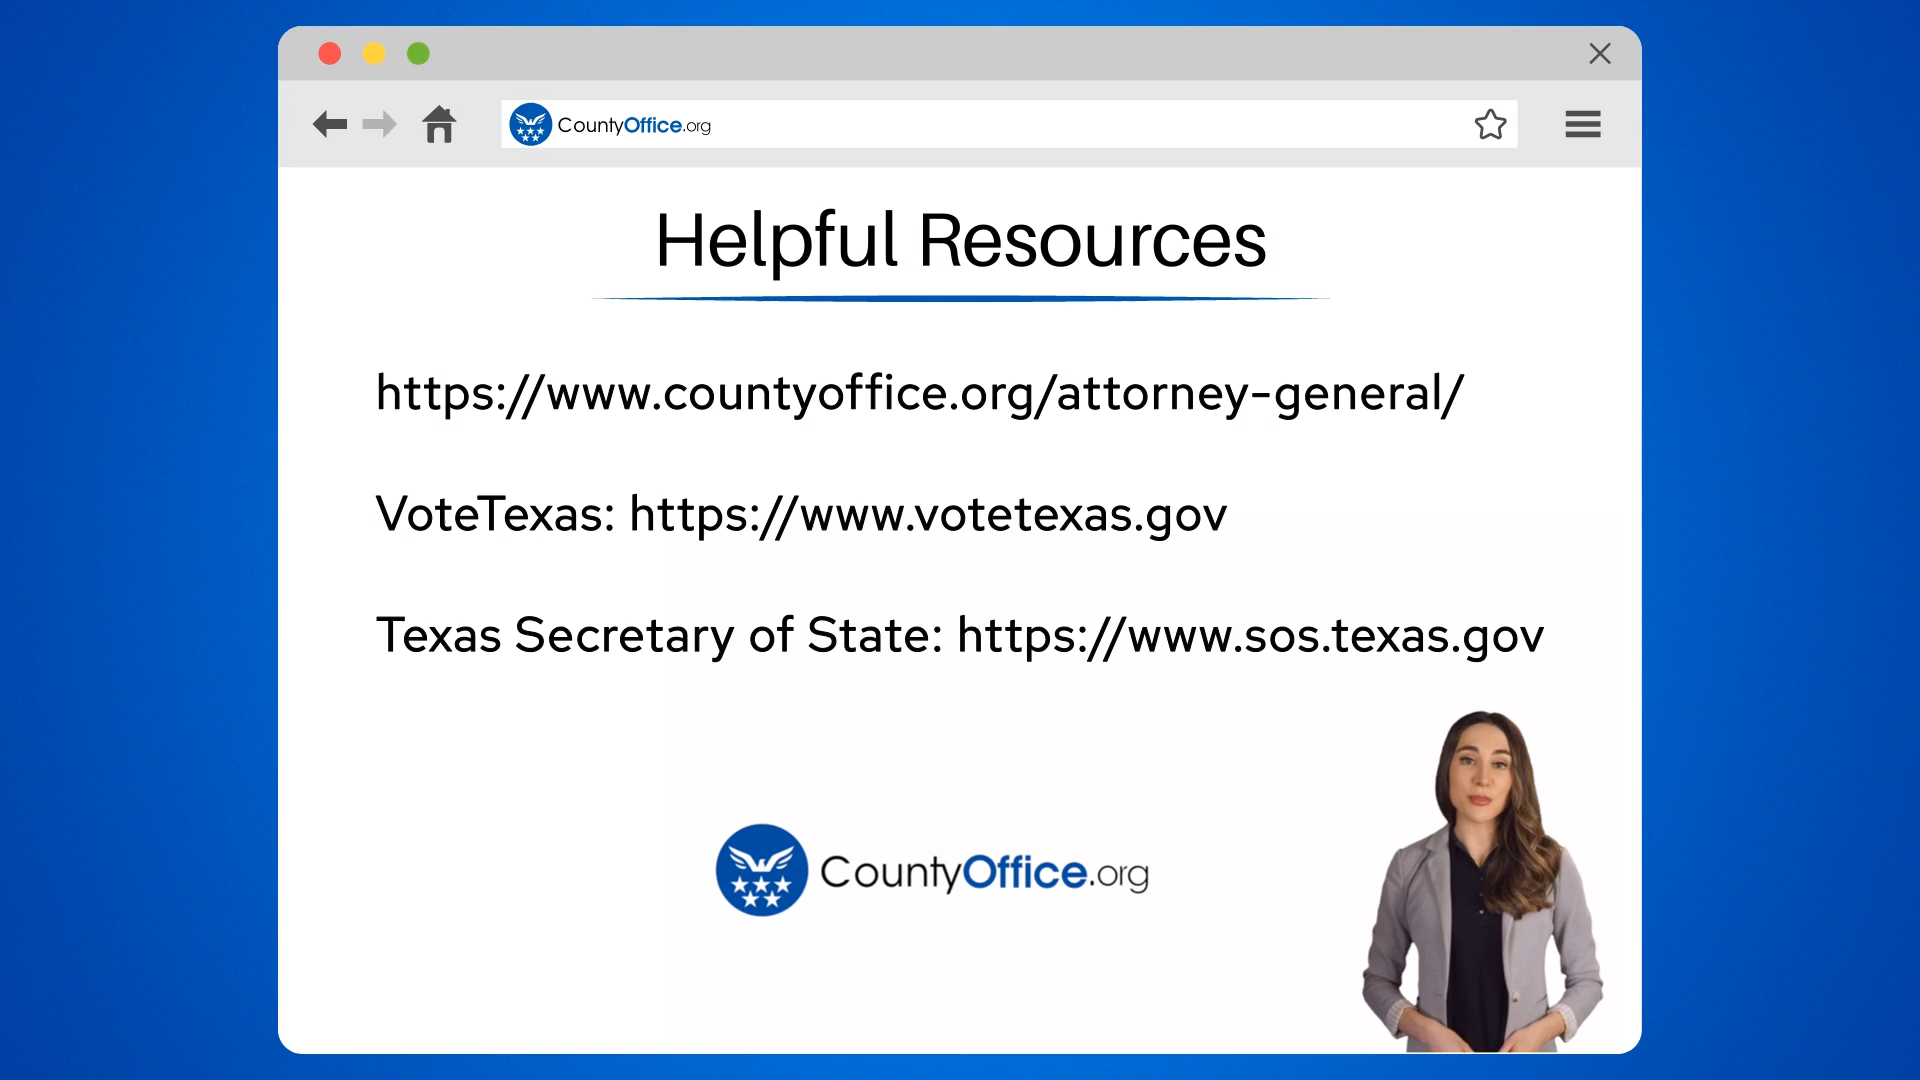 CountyOffice.org
Helpful Resources
https://www.countyoffice.org/attorney-general/
VoteTexas: https://www.votetexas.gov
Texas Secretary of State: https://www.sos.texas.gov
CountyOffice.org